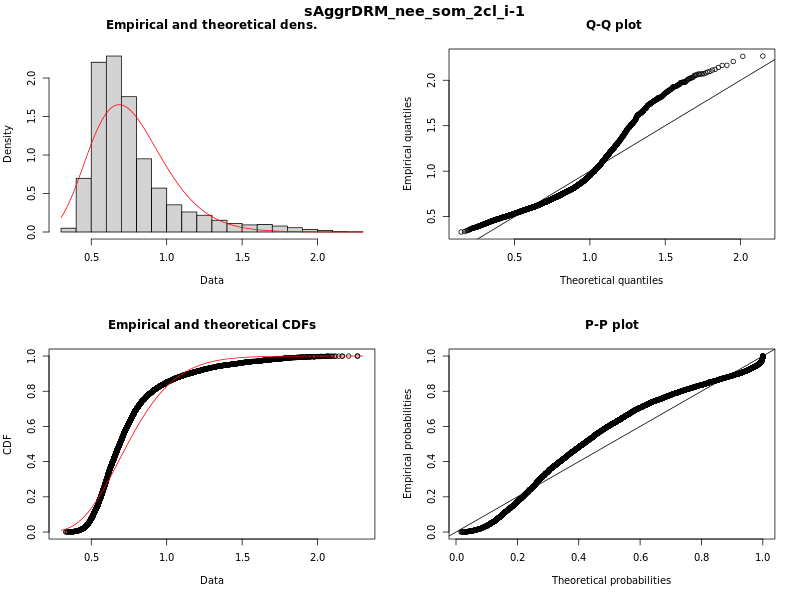 sAggrDRM_nee_som_2cl_i-1
Empirical and theoretical dens.
Density
0.0 0.5 1.0 1.5 2.0
0.5 1.0 1.5 2.0
Data
Q-Q plot
Empirical quantiles
0.5 1.0 1.5 2.0
0.5 1.0 1.5 2.0
Theoretical quantiles
Empirical and theoretical CDFs
CDF
0.0 0.2 0.4 0.6 0.8 1.0
0.5 1.0 1.5 2.0
Data
P-P plot
Empirical probabilities
0.0 0.2 0.4 0.6 0.8 1.0
0.0 0.2 0.4 0.6 0.8 1.0
Theoretical probabilities